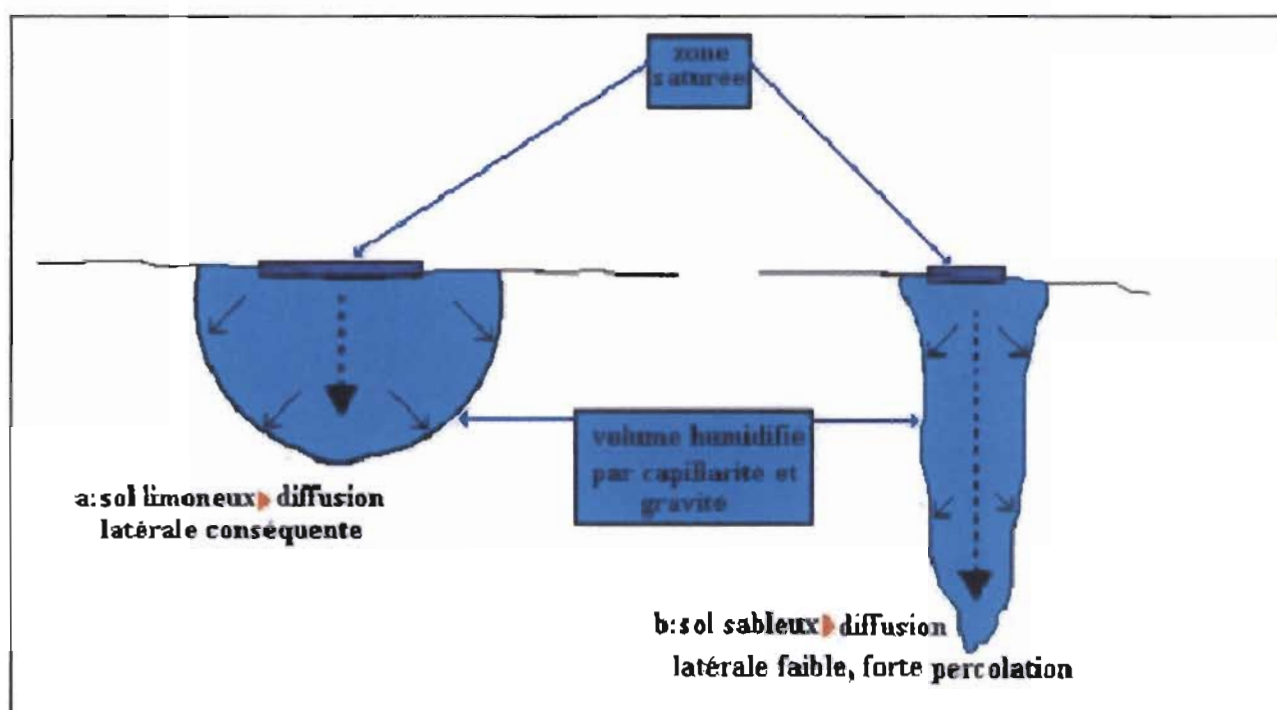 zone
saturée
volume humidifie
par capillarité et
gravité
a:sol limoneux diffusion
latérale conséquente
b:sol sableux diffusion
latérale faible, forte percolation